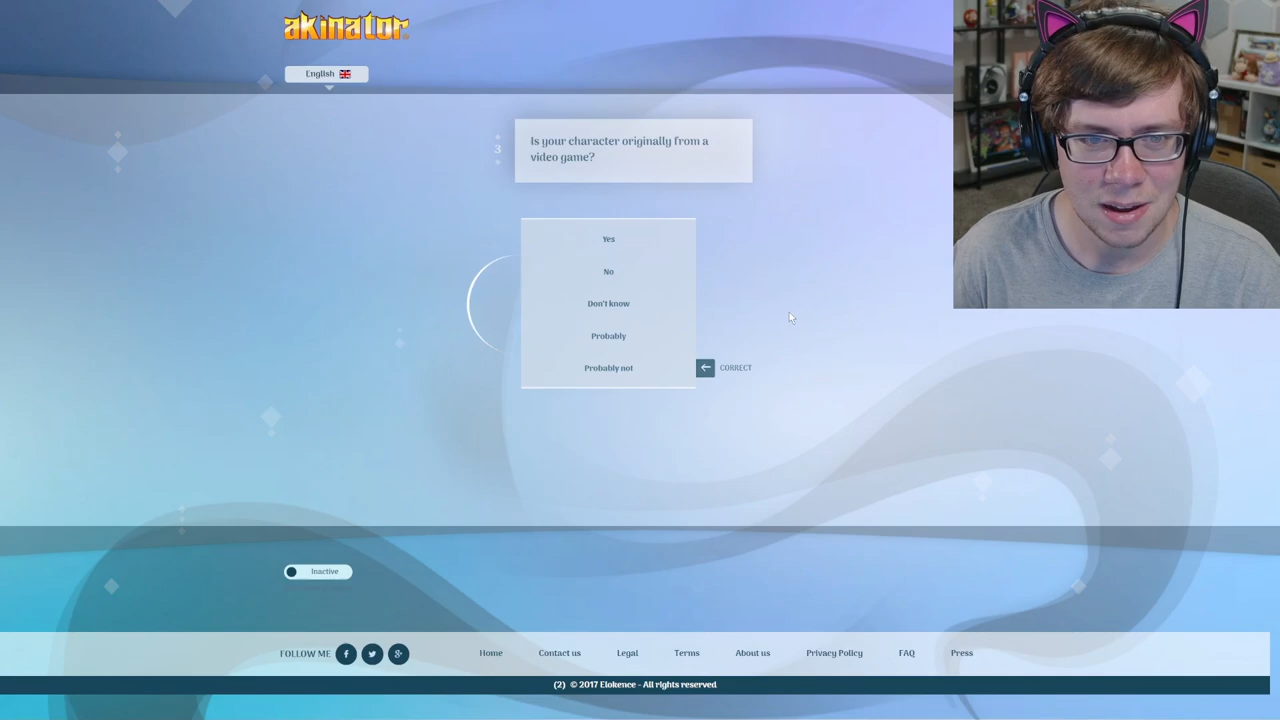 akinator
English
3
Is your character originally from a
video game?
Yes
No
Don't know
Probably
Probably not
CORRECT
Inactive
FOLLOW ME
Home
Contact us
Legal
Terms
About us
Privacy Policy
FAQ
Press
(2) © 2017 Elokence - All rights reserved